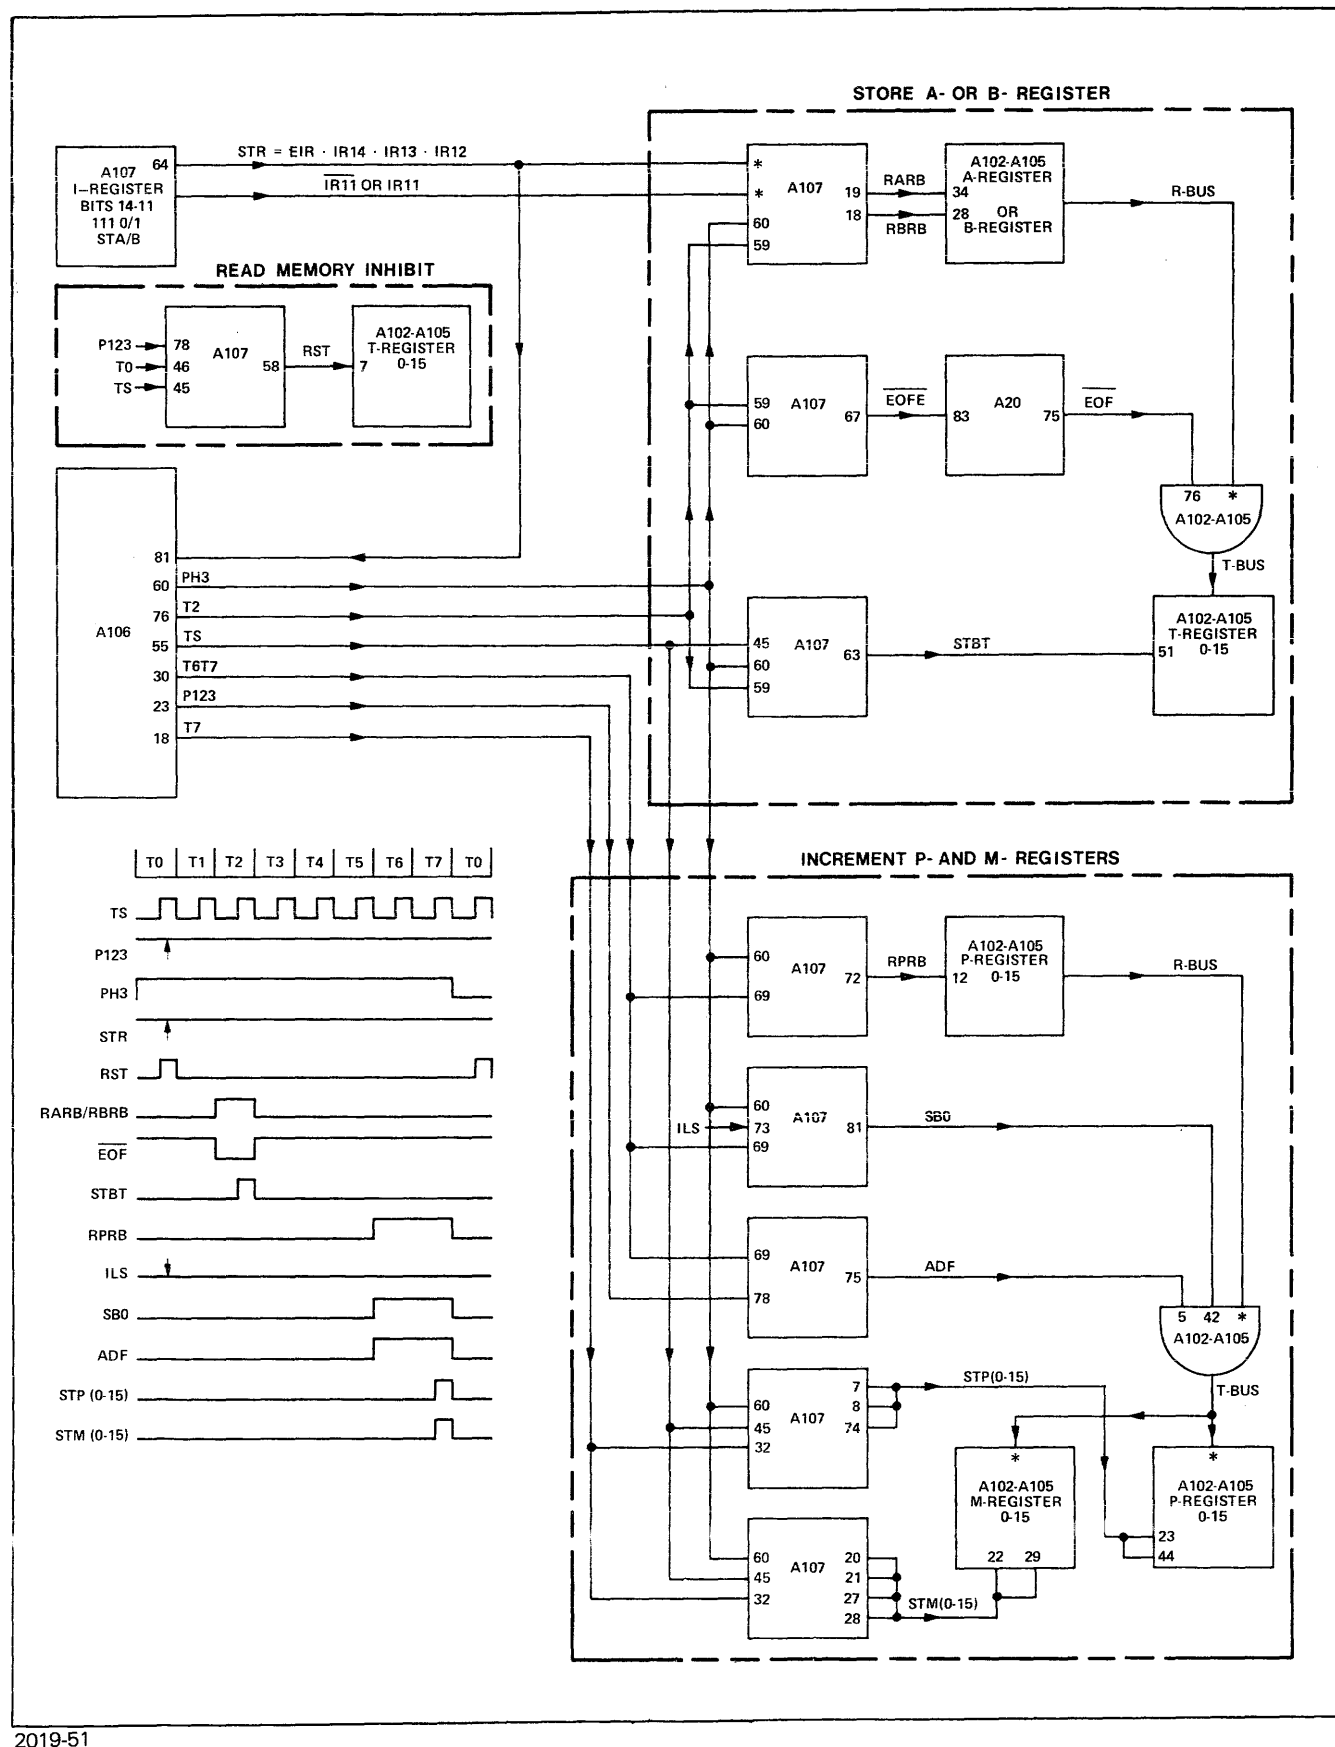 STORE A- OR B- REGISTER
64
A107
I–REGISTER
BITS 14-11
111 0/1
STA/B
STR = EIR · IR14 · IR13 · IR12
I̅R̅1̅1̅ OR IR11
*
*
60
59
A107
19
18
RARB
RBRB
A102-A105
A-REGISTER
34
OR
28
B-REGISTER
R-BUS
READ MEMORY INHIBIT
P123
T0
TS
78
46
45
A107
58
RST
A102-A105
T-REGISTER
0-15
7
59
60
A107
67
E̅O̅F̅E̅
83
A20
75
E̅O̅F̅
76 *
A102-A105
T-BUS
A106
81
60
76
55
30
23
18
PH3
T2
TS
T6T7
P123
T7
45
60
59
A107
63
STBT
A102-A105
T-REGISTER
0-15
51
T0 T1 T2 T3 T4 T5 T6 T7 T0
TS
P123
PH3
STR
RST
RARB/RBRB
E̅O̅F̅
STBT
RPRB
ILS
SB0
ADF
STP (0-15)
STM (0-15)
INCREMENT P- AND M- REGISTERS
60
69
A107
72
RPRB
A102-A105
P-REGISTER
12 0-15
R-BUS
ILS
60
73
69
A107
81
SB0
69
78
A107
75
ADF
5 42 *
A102-A105
T-BUS
60
45
32
A107
7
8
74
STP(0-15)
*
A102-A105
M-REGISTER
0-15
22 29
*
A102-A105
P-REGISTER
0-15
23
44
60
45
32
A107
20
21
27
28
STM(0-15)
2019-51